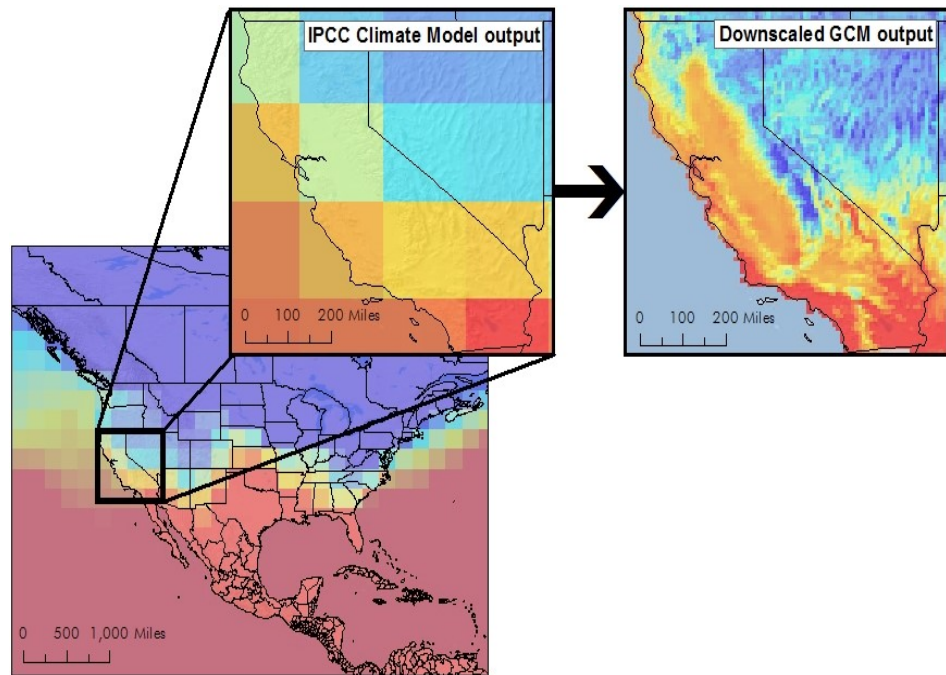 IPCC Climate Model output
0 100 200 Miles
Downscaled GCM output
0 100 200 Miles
0 500 1,000 Miles